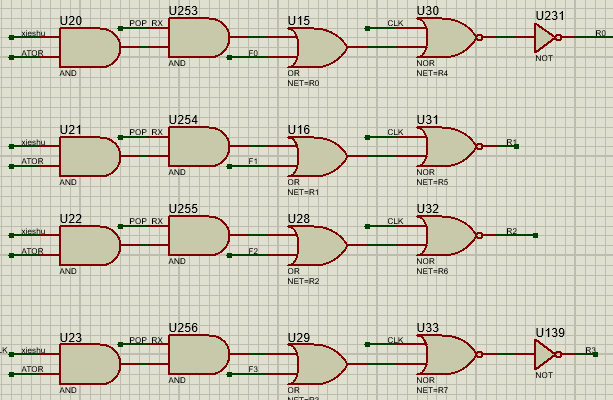 U20 U253 U15 U30 U231
xieshu POP_RX CLK R0
ATOR F0
AND AND OR NOR NOT
NET=R0 NET=R4
U21 U254 U16 U31
xieshu POP_RX CLK R1
ATOR F1
AND AND OR NOR
NET=R1 NET=R5
U22 U255 U28 U32
xieshu POP_RX CLK R2
ATOR F2
AND AND OR NOR
NET=R2 NET=R6
U23 U256 U29 U33 U139
xieshu POP_RX CLK R3
ATOR F3
AND AND OR NOR NOT
NET=R7